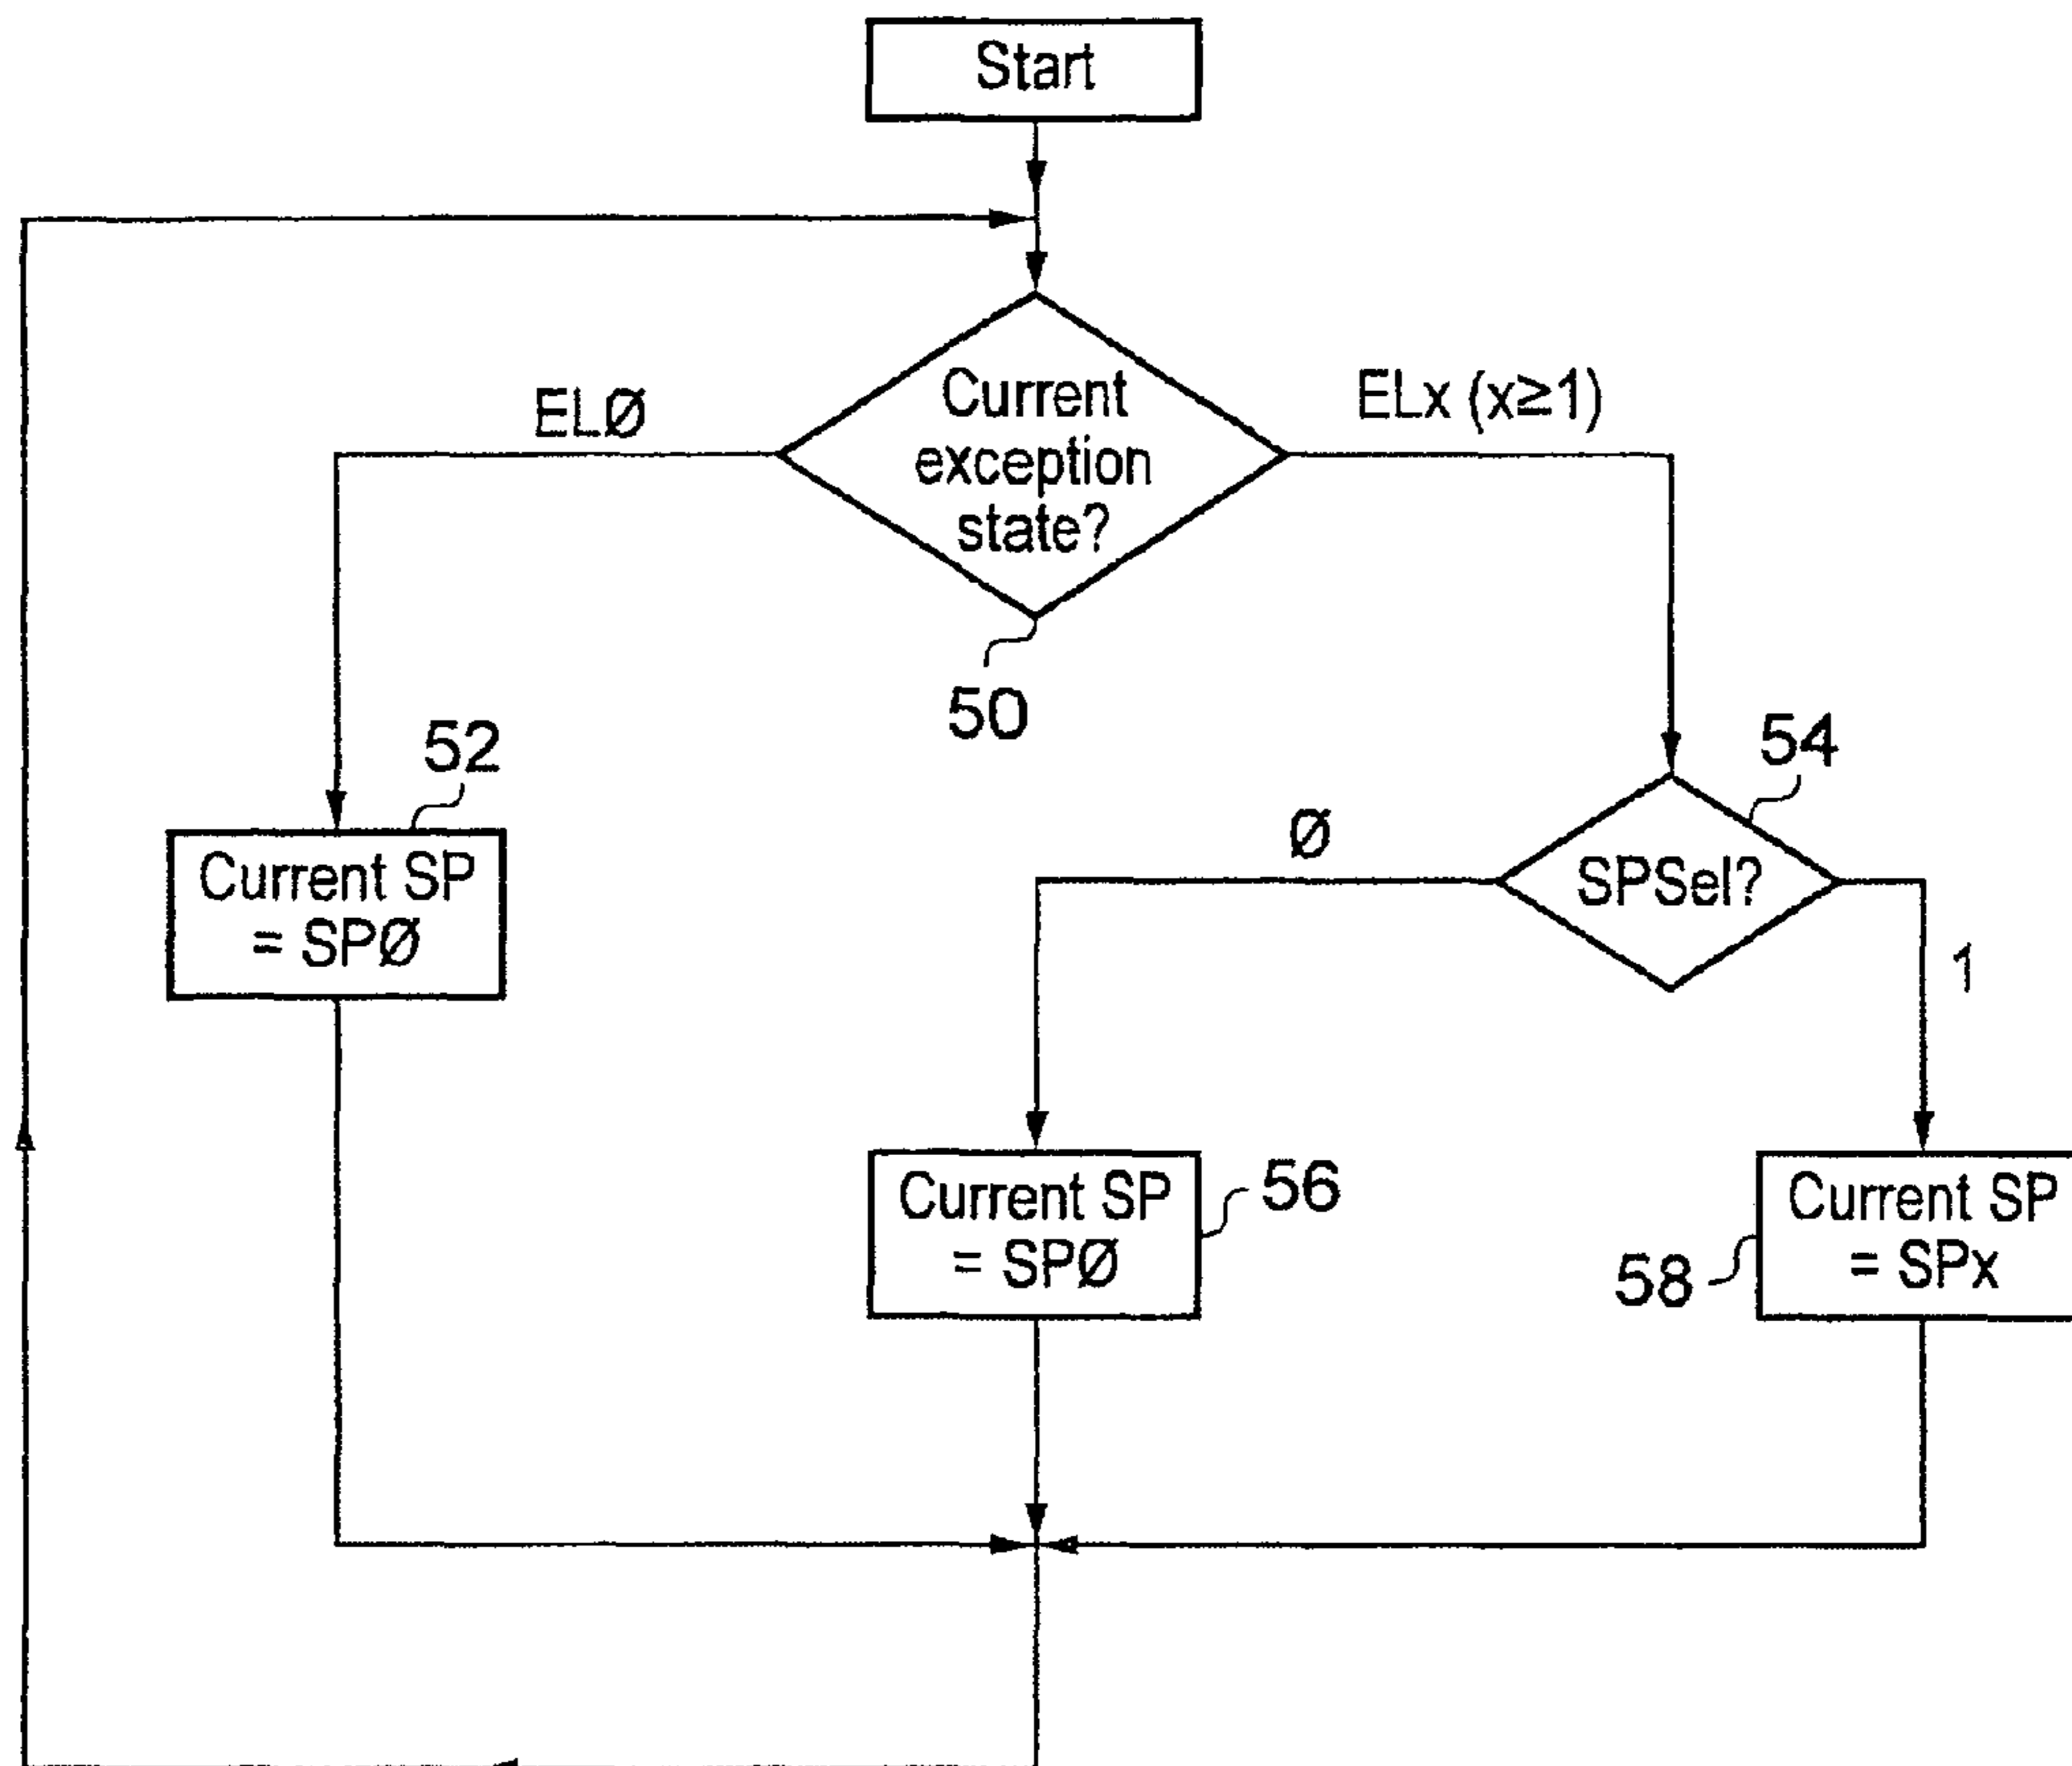 Start
Current
exception
state?
ELØ
ELx (x≥1)
50
52
54
Current SP
= SPØ
SPSel?
Ø
1
Current SP
= SPØ
56
Current SP
= SPx
58